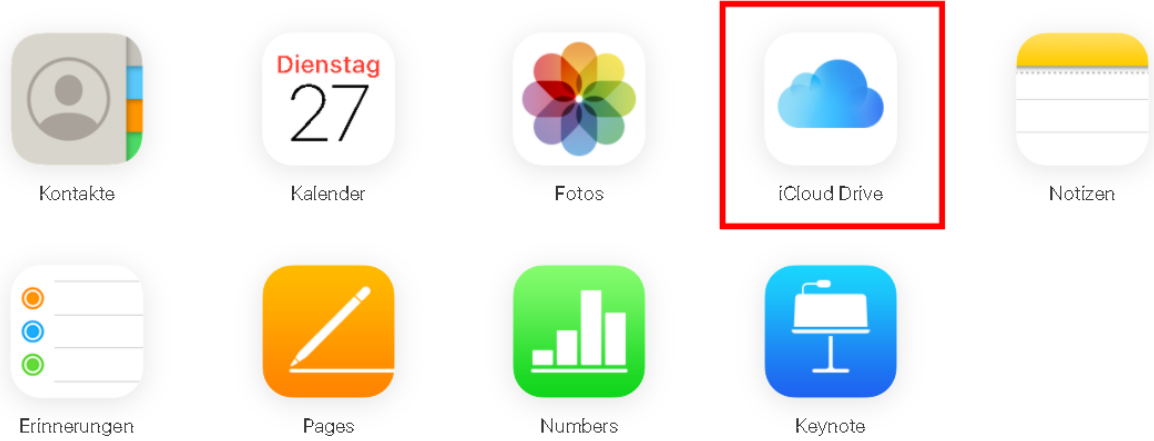 Dienstag
27
Kontakte
Kalender
Fotos
iCloud Drive
Notizen
Erinnerungen
Pages
Numbers
Keynote